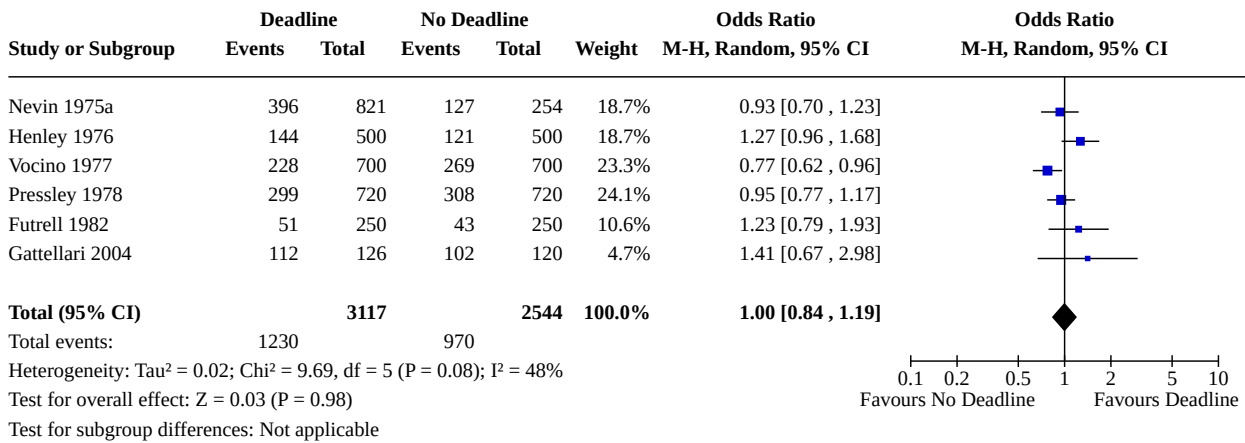 Deadline No Deadline Odds Ratio Odds Ratio
Study or Subgroup Events Total Events Total Weight M-H, Random, 95% CI M-H, Random, 95% CI
Nevin 1975a 396 821 127 254 18.7% 0.93 [0.70 , 1.23]
Henley 1976 144 500 121 500 18.7% 1.27 [0.96 , 1.68]
Vocino 1977 228 700 269 700 23.3% 0.77 [0.62 , 0.96]
Pressley 1978 299 720 308 720 24.1% 0.95 [0.77 , 1.17]
Futrell 1982 51 250 43 250 10.6% 1.23 [0.79 , 1.93]
Gattellari 2004 112 126 102 120 4.7% 1.41 [0.67 , 2.98]
Total (95% CI) 3117 2544 100.0% 1.00 [0.84 , 1.19]
Total events: 1230 970
Heterogeneity: Tau² = 0.02; Chi² = 9.69, df = 5 (P = 0.08); I² = 48%
Test for overall effect: Z = 0.03 (P = 0.98)
Test for subgroup differences: Not applicable
0.1 0.2 0.5 1 2 5 10
Favours No Deadline Favours Deadline